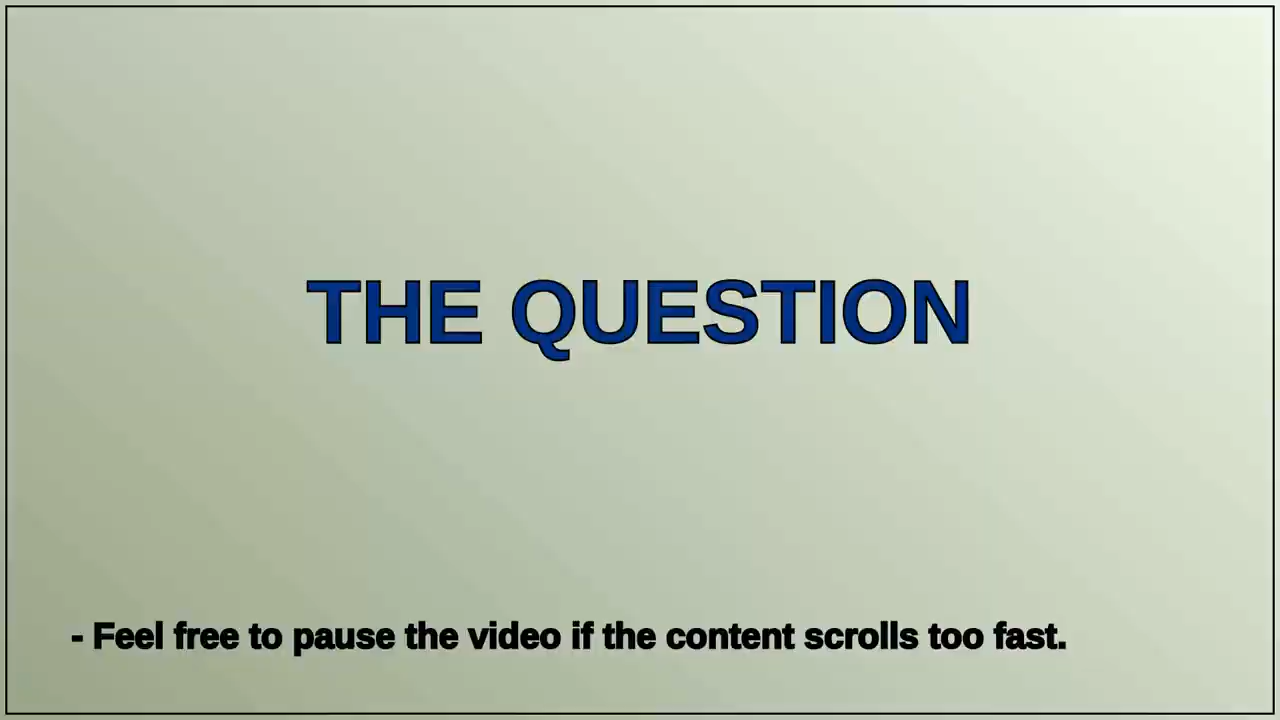 THE QUESTION
- Feel free to pause the video if the content scrolls too fast.